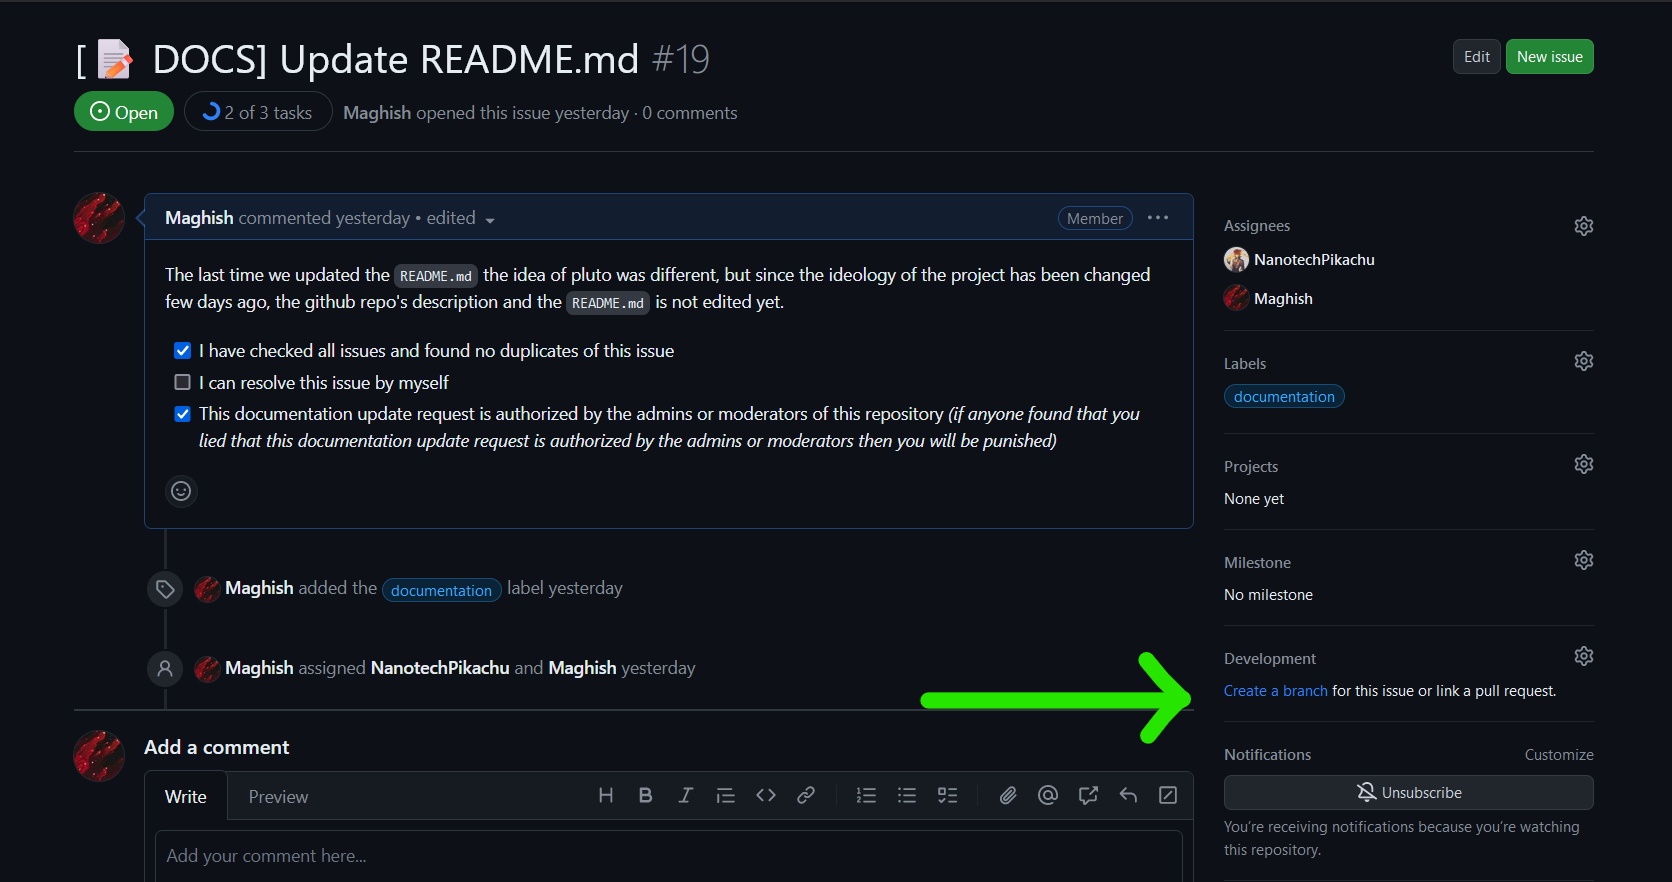 [📝 DOCS] Update README.md #19
Edit
New issue
Open
2 of 3 tasks
Maghish opened this issue yesterday · 0 comments
Maghish commented yesterday • edited
Member
The last time we updated the README.md the idea of pluto was different, but since the ideology of the project has been changed
few days ago, the github repo's description and the README.md is not edited yet.
I have checked all issues and found no duplicates of this issue
I can resolve this issue by myself
This documentation update request is authorized by the admins or moderators of this repository (if anyone found that you
lied that this documentation update request is authorized by the admins or moderators then you will be punished)
Maghish added the documentation label yesterday
Maghish assigned NanotechPikachu and Maghish yesterday
Add a comment
Write
Preview
Add your comment here...
Assignees
NanotechPikachu
Maghish
Labels
documentation
Projects
None yet
Milestone
No milestone
Development
Create a branch for this issue or link a pull request.
Notifications
Customize
Unsubscribe
You’re receiving notifications because you’re watching
this repository.